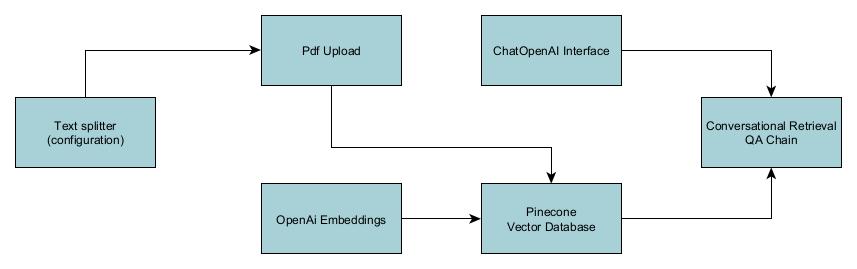 Pdf Upload
ChatOpenAI Interface
Text splitter
(configuration)
Conversational Retrieval
QA Chain
OpenAi Embeddings
Pinecone
Vector Database